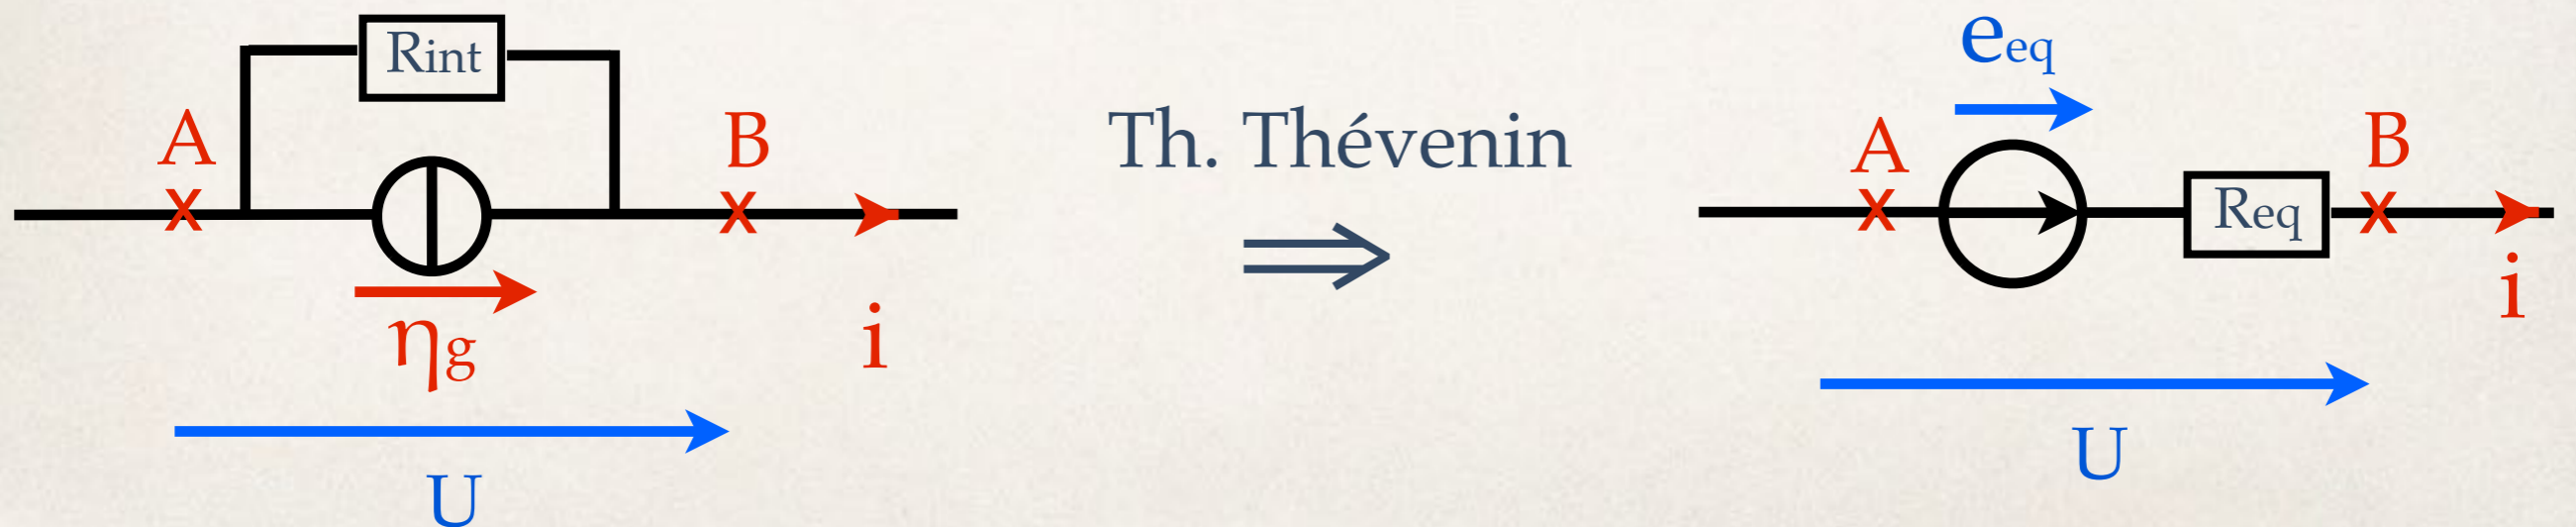 Rint
A
x
B
x
ηg
i
U
Th. Thévenin
eeq
A
x
Req
B
x
i
U